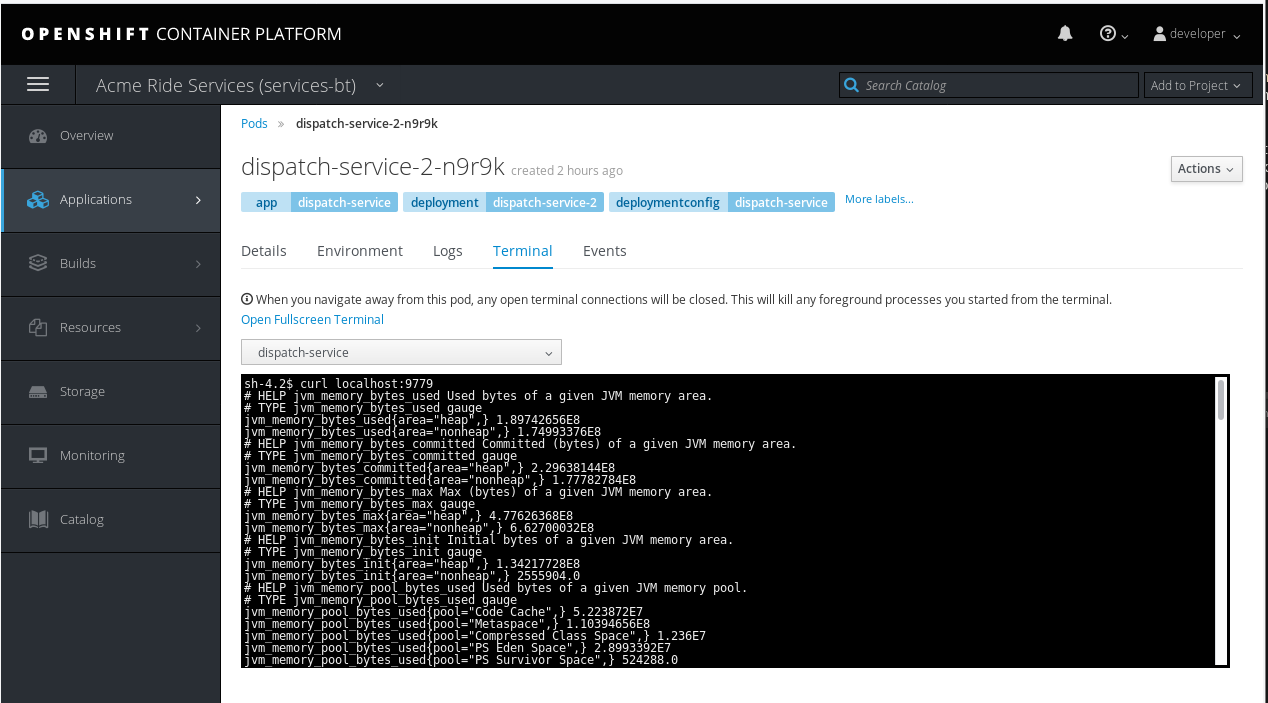 OPENSHIFT CONTAINER PLATFORM
developer
Acme Ride Services (services-bt)
Search Catalog
Add to Project
Overview
Applications
Builds
Resources
Storage
Monitoring
Catalog
Pods » dispatch-service-2-n9r9k
dispatch-service-2-n9r9k created 2 hours ago
Actions
app dispatch-service deployment dispatch-service-2 deploymentconfig dispatch-service More labels...
Details Environment Logs Terminal Events
When you navigate away from this pod, any open terminal connections will be closed. This will kill any foreground processes you started from the terminal.
Open Fullscreen Terminal
dispatch-service
sh-4.2$ curl localhost:9779
# HELP jvm_memory_bytes_used Used bytes of a given JVM memory area.
# TYPE jvm_memory_bytes_used gauge
jvm_memory_bytes_used{area="heap",} 1.89742656E8
jvm_memory_bytes_used{area="nonheap",} 1.74993376E8
# HELP jvm_memory_bytes_committed Committed (bytes) of a given JVM memory area.
# TYPE jvm_memory_bytes_committed gauge
jvm_memory_bytes_committed{area="heap",} 2.29638144E8
jvm_memory_bytes_committed{area="nonheap",} 1.77782784E8
# HELP jvm_memory_bytes_max Max (bytes) of a given JVM memory area.
# TYPE jvm_memory_bytes_max gauge
jvm_memory_bytes_max{area="heap",} 4.77626368E8
jvm_memory_bytes_max{area="nonheap",} 6.62700032E8
# HELP jvm_memory_bytes_init Initial bytes of a given JVM memory area.
# TYPE jvm_memory_bytes_init gauge
jvm_memory_bytes_init{area="heap",} 1.34217728E8
jvm_memory_bytes_init{area="nonheap",} 2555904.0
# HELP jvm_memory_pool_bytes_used Used bytes of a given JVM memory pool.
# TYPE jvm_memory_pool_bytes_used gauge
jvm_memory_pool_bytes_used{pool="Code Cache",} 5.223872E7
jvm_memory_pool_bytes_used{pool="Metaspace",} 1.10394656E8
jvm_memory_pool_bytes_used{pool="Compressed Class Space",} 1.236E7
jvm_memory_pool_bytes_used{pool="PS Eden Space",} 2.8993392E7
jvm_memory_pool_bytes_used{pool="PS Survivor Space",} 524288.0